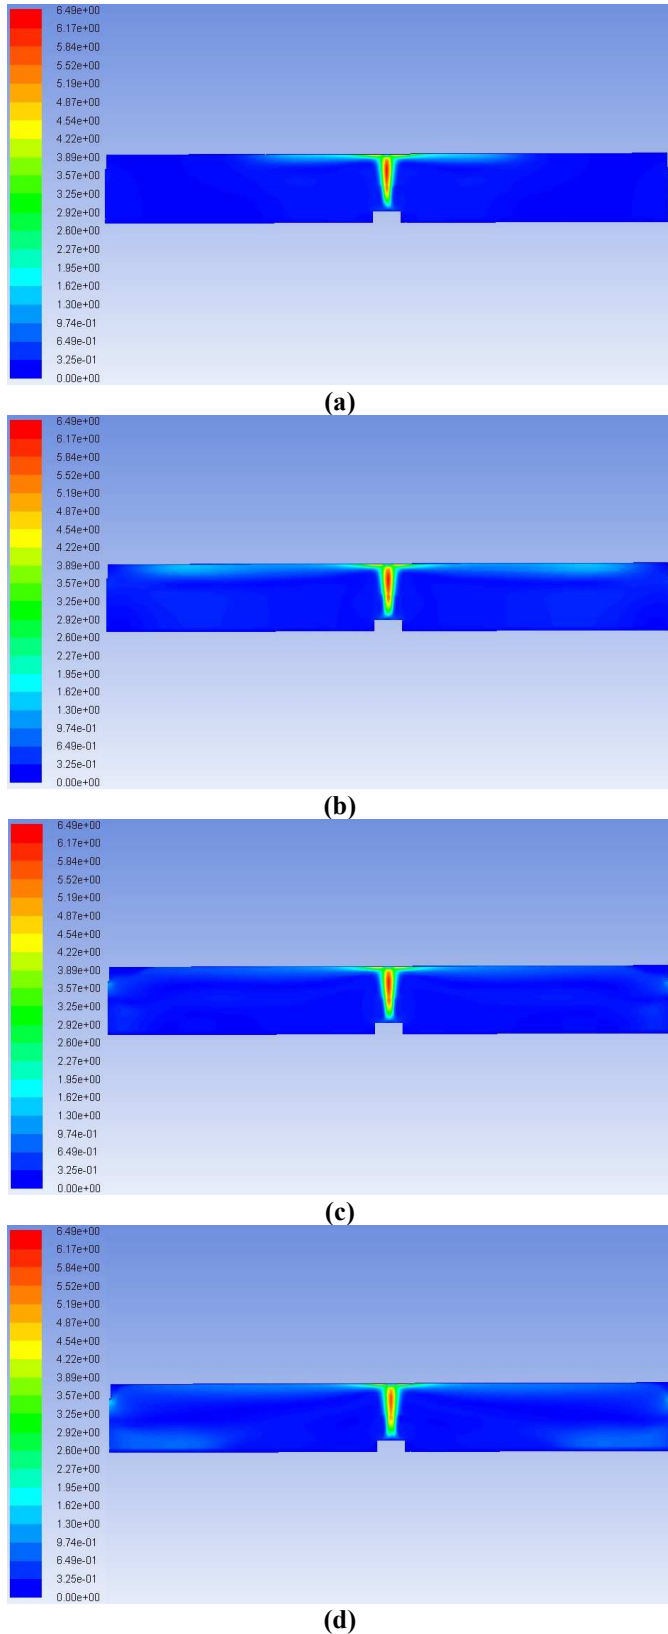 6.49e+00
6.17e+00
5.84e+00
5.52e+00
5.19e+00
4.87e+00
4.54e+00
4.22e+00
3.89e+00
3.57e+00
3.25e+00
2.92e+00
2.60e+00
2.27e+00
1.95e+00
1.62e+00
1.30e+00
9.74e-01
6.49e-01
3.25e-01
0.00e+00
(a)
6.49e+00
6.17e+00
5.84e+00
5.52e+00
5.19e+00
4.87e+00
4.54e+00
4.22e+00
3.89e+00
3.57e+00
3.25e+00
2.92e+00
2.60e+00
2.27e+00
1.95e+00
1.62e+00
1.30e+00
9.74e-01
6.49e-01
3.25e-01
0.00e+00
(b)
6.49e+00
6.17e+00
5.84e+00
5.52e+00
5.19e+00
4.87e+00
4.54e+00
4.22e+00
3.89e+00
3.57e+00
3.25e+00
2.92e+00
2.60e+00
2.27e+00
1.95e+00
1.62e+00
1.30e+00
9.74e-01
6.49e-01
3.25e-01
0.00e+00
(c)
6.49e+00
6.17e+00
5.84e+00
5.52e+00
5.19e+00
4.87e+00
4.54e+00
4.22e+00
3.89e+00
3.57e+00
3.25e+00
2.92e+00
2.60e+00
2.27e+00
1.95e+00
1.62e+00
1.30e+00
9.74e-01
6.49e-01
3.25e-01
0.00e+00
(d)